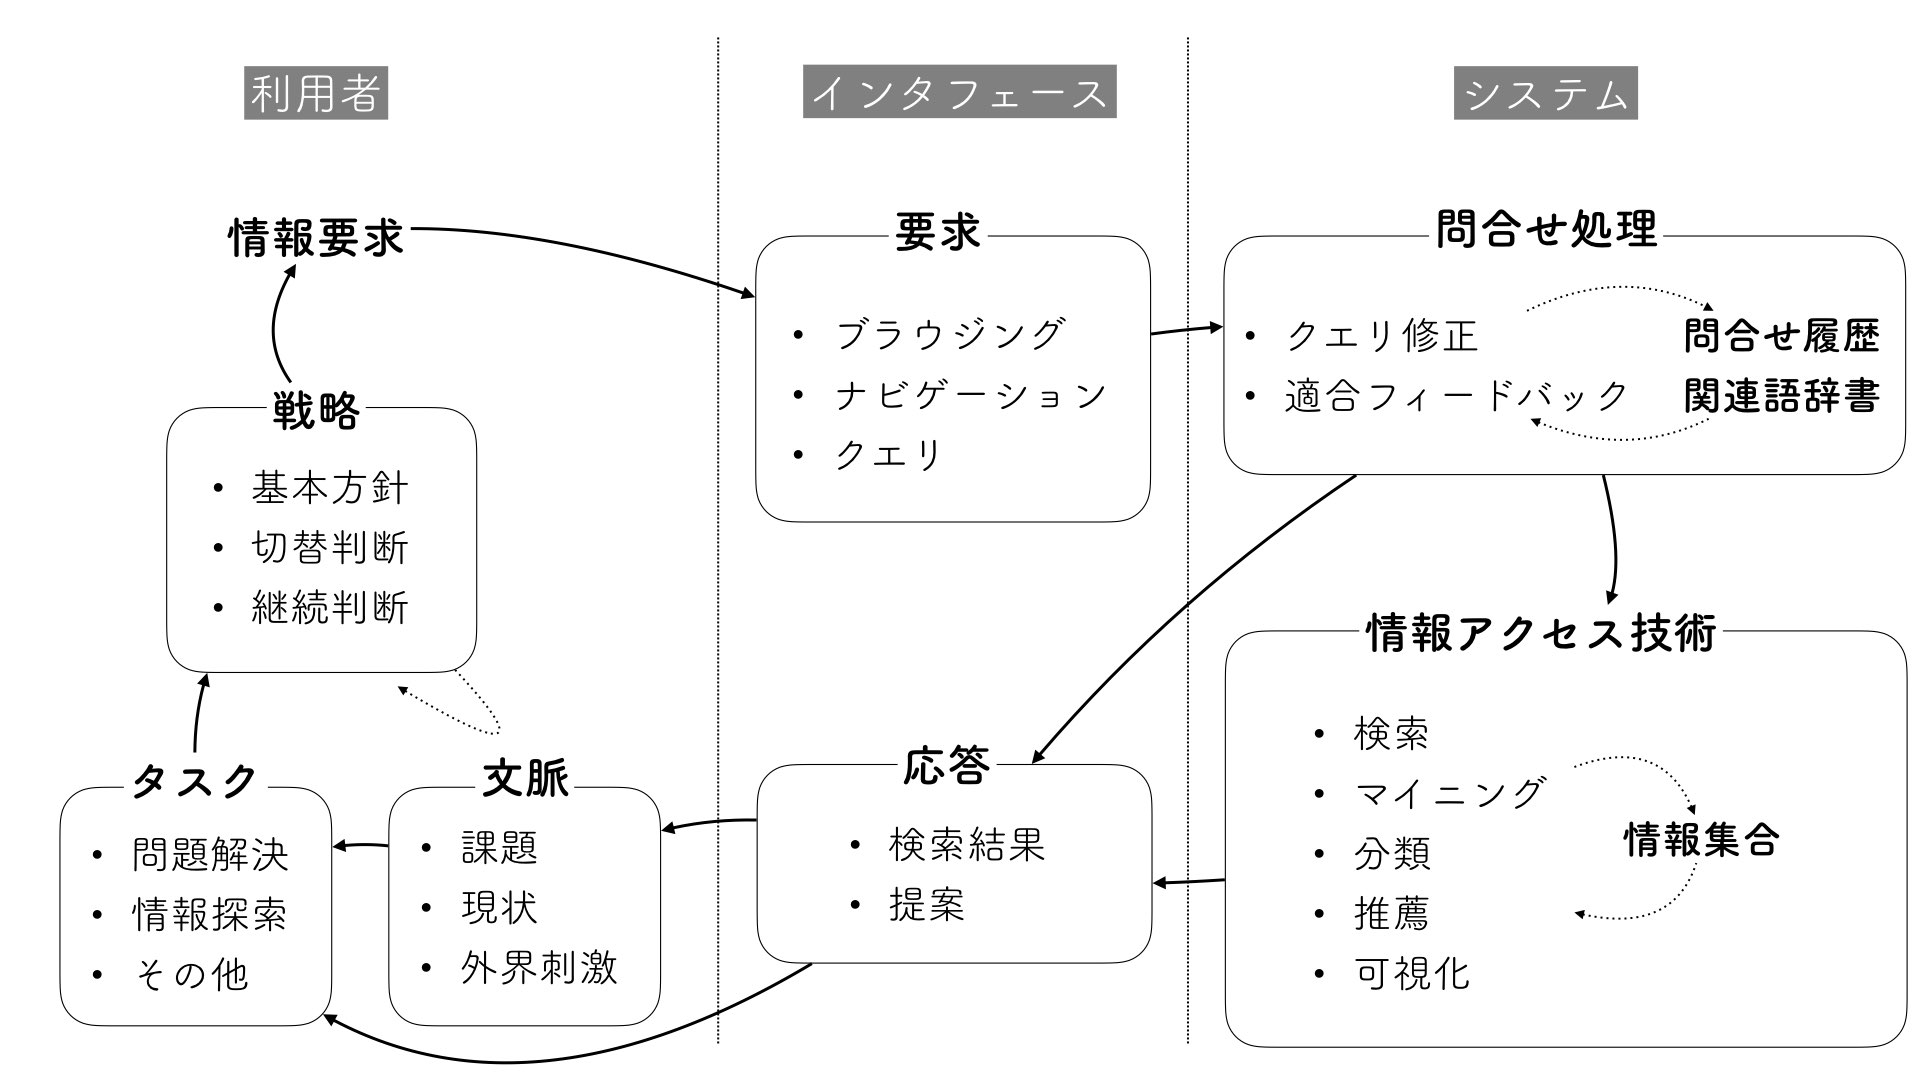 利用者
インタフェース
システム
情報要求
戦略
• 基本方針
• 切替判断
• 継続判断
タスク
• 問題解決
• 情報探索
• その他
文脈
• 課題
• 現状
• 外界刺激
要求
• ブラウジング
• ナビゲーション
• クエリ
応答
• 検索結果
• 提案
問合せ処理
• クエリ修正
• 適合フィードバック
問合せ履歴
関連語辞書
情報アクセス技術
• 検索
• マイニング
• 分類
• 推薦
• 可視化
情報集合